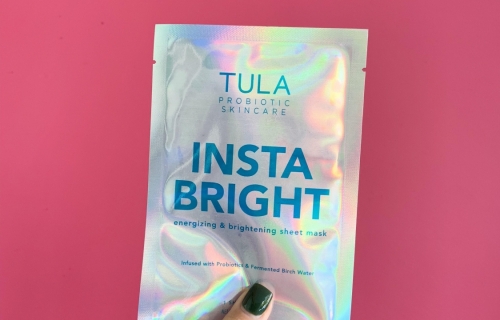 TULA
PROBIOTIC
SKINCARE
INSTA
BRIGHT
energizing & brightening sheet mask
Infused with Probiotics & Fermented Birch Water